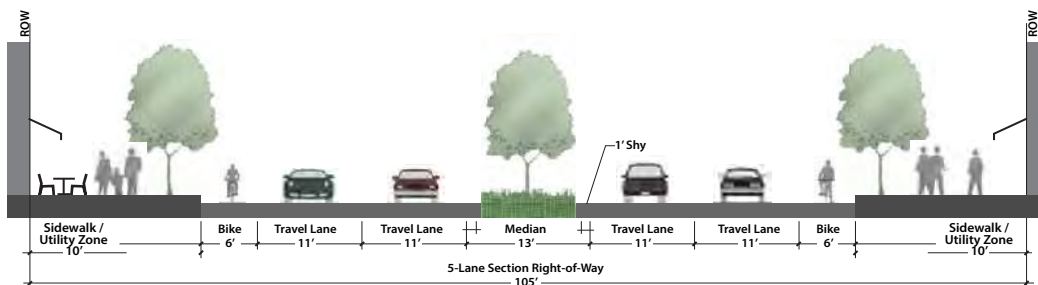 ROW
ROW
1' Shy
Sidewalk /
Utility Zone
10'
Bike
6'
Travel Lane
11'
Travel Lane
11'
Median
13'
Travel Lane
11'
Travel Lane
11'
Bike
6'
Sidewalk /
Utility Zone
10'
5-Lane Section Right-of-Way
105'